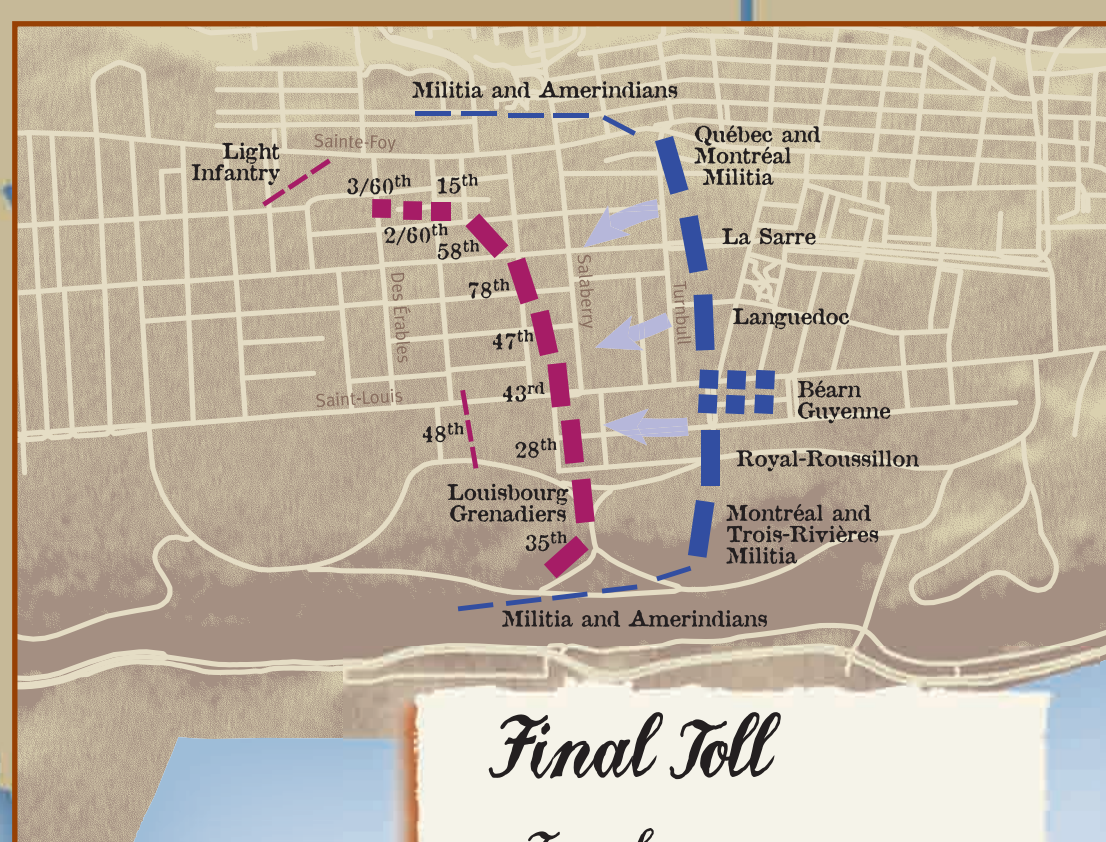 Militia and Amerindians
Québec and
Montréal
Militia
Sainte-Foy
Light
Infantry
3/60th
15th
2/60th
58th
La Sarre
78th
Des Érables
Salaberry
Turnbull
Languedoc
47th
43rd
Saint-Louis
Béarn
Guyenne
48th
28th
Royal-Roussillon
Louisbourg
Grenadiers
Montréal and
Trois-Rivières
Militia
35th
Militia and Amerindians
Final Toll